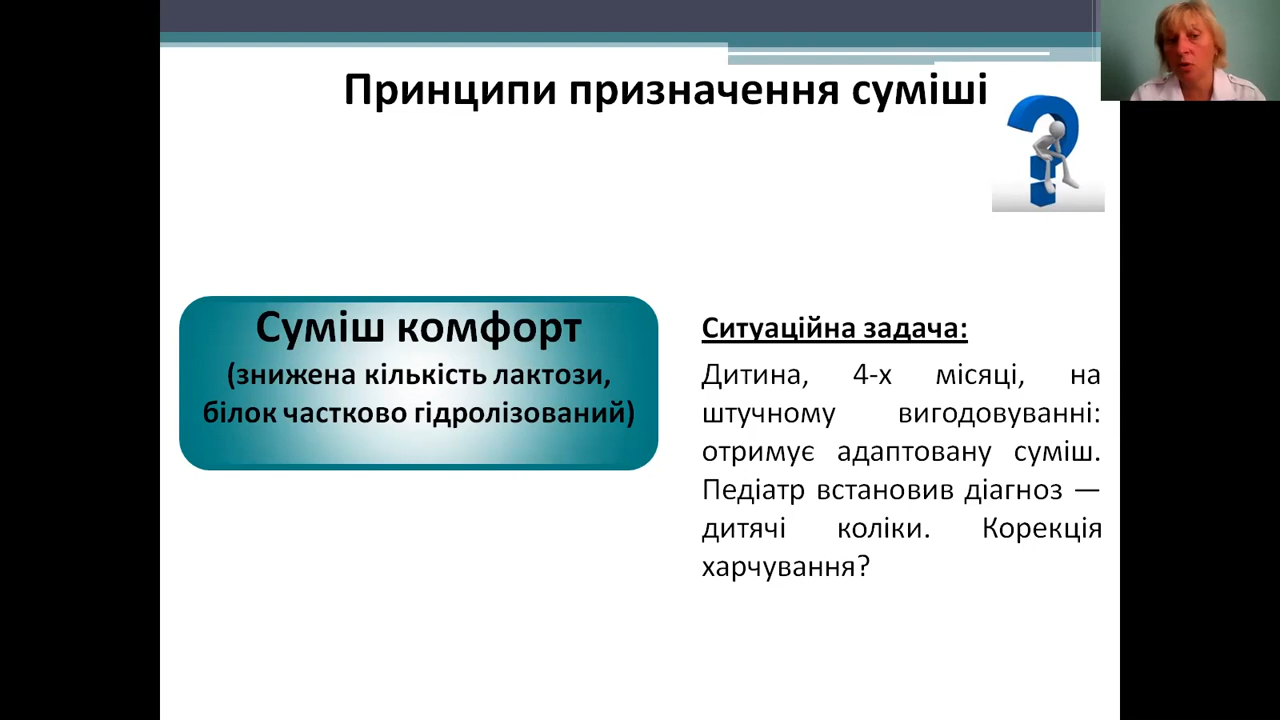 Принципи призначення суміші
Суміш комфорт
(знижена кількість лактози,
білок частково гідролізований)
Ситуаційна задача:
Дитина, 4-х місяці, на
штучному вигодовуванні:
отримує адаптовану суміш.
Педіатр встановив діагноз —
дитячі коліки. Корекція
харчування?